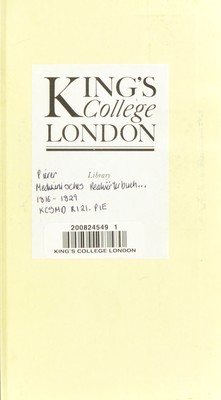 KING'S
College
LONDON
Library
Pierer
Medizinisches Realwörterbuch...
1816 - 1829
KCSMD R121. PIE
200824549 1
KING'S COLLEGE LONDON